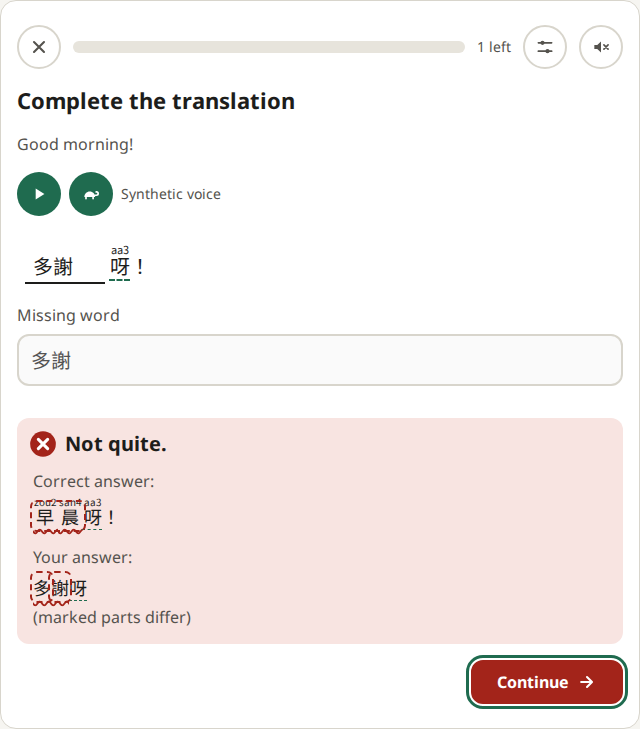 1 left
Complete the translation
Good morning!
Synthetic voice
aa3
多謝 呀！
Missing word
多謝
Not quite.
Correct answer:
zou2 san4 aa3
早晨呀！
Your answer:
多謝呀
(marked parts differ)
Continue